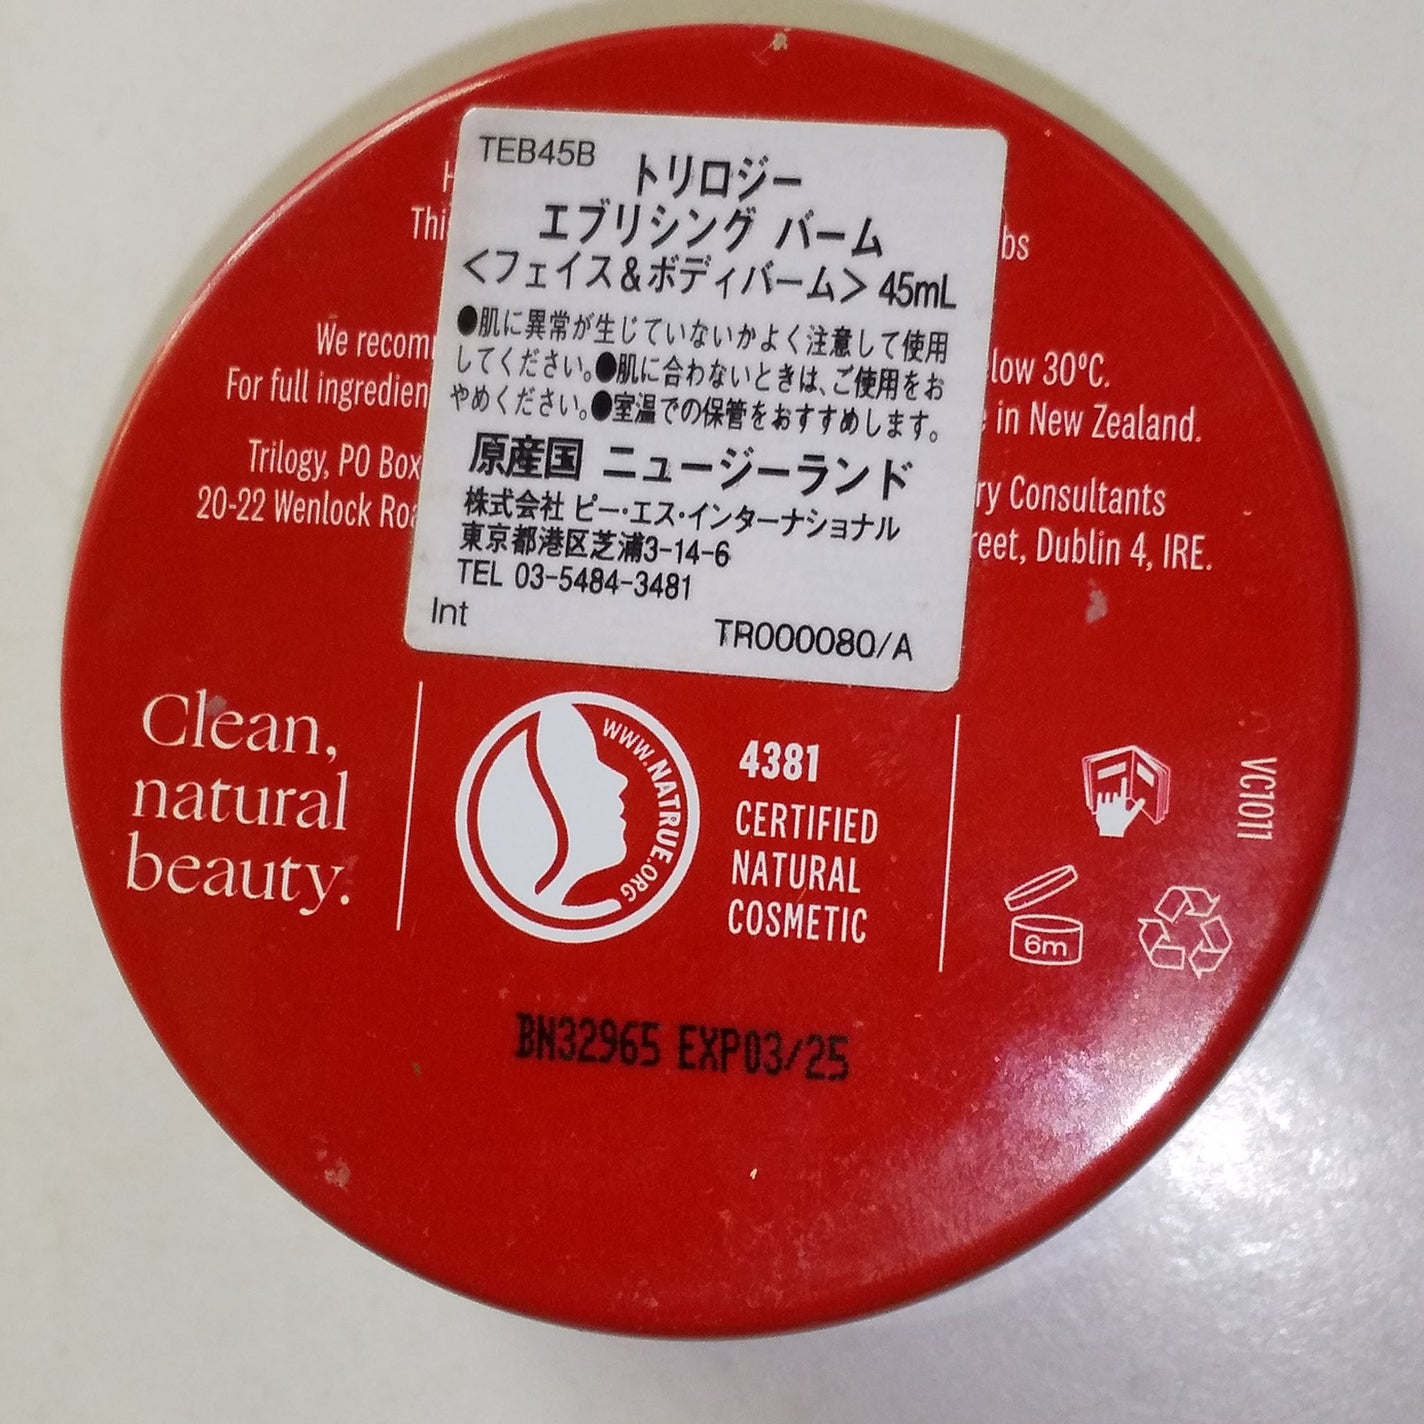 TEB45B
トリロジー
エブリシング バーム
<フェイス&ボディバーム> 45mL
●肌に異常が生じていないかよく注意して使用
してください。●肌に合わないときは、ご使用をお
やめください。●室温での保管をおすすめします。
原産国 ニュージーランド
株式会社 ピー・エス・インターナショナル
東京都港区芝浦3-14-6
TEL 03-5484-3481
Int
TR000080/A
We
For full
Trilogy, PO Box
20-22 Wenlock
30ºC.
in New Zealand.
Consultants
Dublin 4, IRE.
Clean,
natural
beauty.
WWW.NATRUE.ORG
4381
CERTIFIED
NATURAL
COSMETIC
VC1011
6m
BN32965 EXP03/25